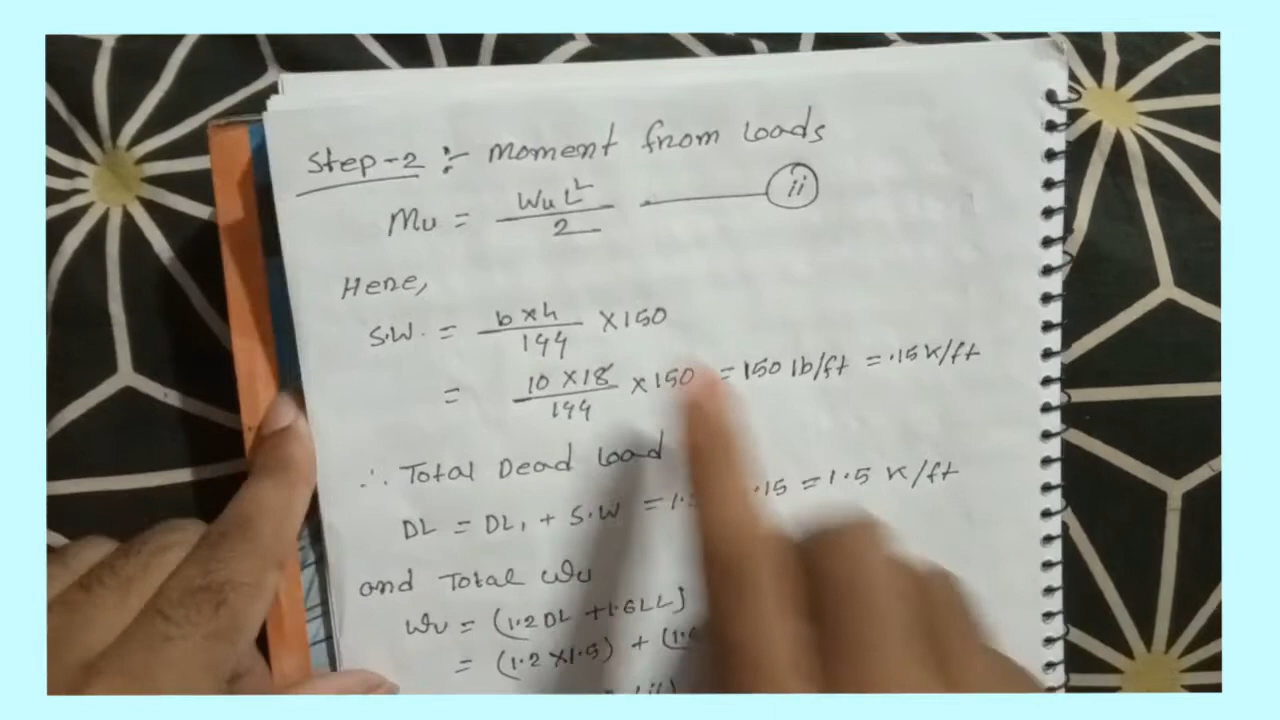 Step-2 :- Moment from Loads
Mu = WuL²/2 (ii)
Here,
S.W. = b×h/144 ×150
= 10×18/144 ×150 = 150 lb/ft = .15k/ft
∴ Total Dead Load
DL = DL₁ + S.W = .15 = 1.5 k/ft
and Total Wu
Wu = (1.2DL +1.6LL)
= (1.2×1.5) +